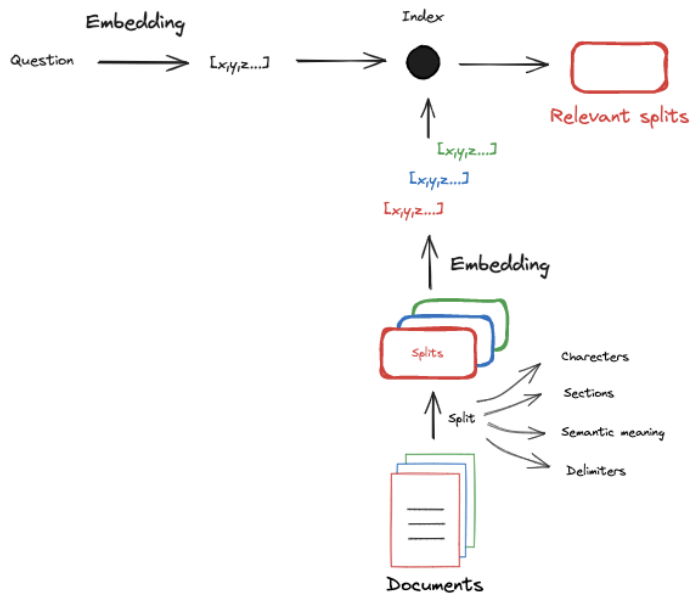 Embedding
Index
Question
[x,y,z...]
Relevant splits
[x,y,z...]
[x,y,z...]
[x,y,z...]
Embedding
Splits
Charecters
Split
Sections
Semantic meaning
Delimiters
Documents